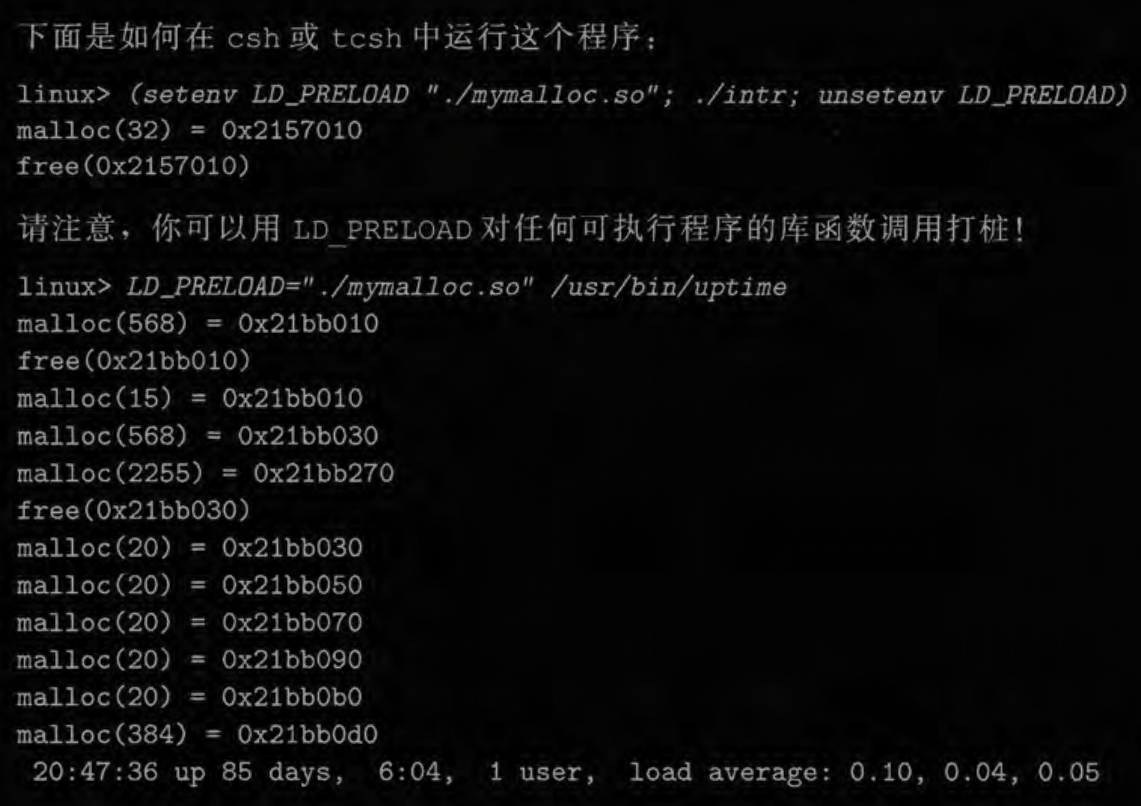 下面是如何在 csh 或 tcsh 中运行这个程序：
linux> (setenv LD_PRELOAD "./mymalloc.so"; ./intr; unsetenv LD_PRELOAD)
malloc(32) = 0x2157010
free(0x2157010)
请注意，你可以用 LD_PRELOAD 对任何可执行程序的库函数调用打桩！
linux> LD_PRELOAD="./mymalloc.so" /usr/bin/uptime
malloc(568) = 0x21bb010
free(0x21bb010)
malloc(15) = 0x21bb010
malloc(568) = 0x21bb030
malloc(2255) = 0x21bb270
free(0x21bb030)
malloc(20) = 0x21bb030
malloc(20) = 0x21bb050
malloc(20) = 0x21bb070
malloc(20) = 0x21bb090
malloc(20) = 0x21bb0b0
malloc(384) = 0x21bb0d0
20:47:36 up 85 days, 6:04, 1 user, load average: 0.10, 0.04, 0.05